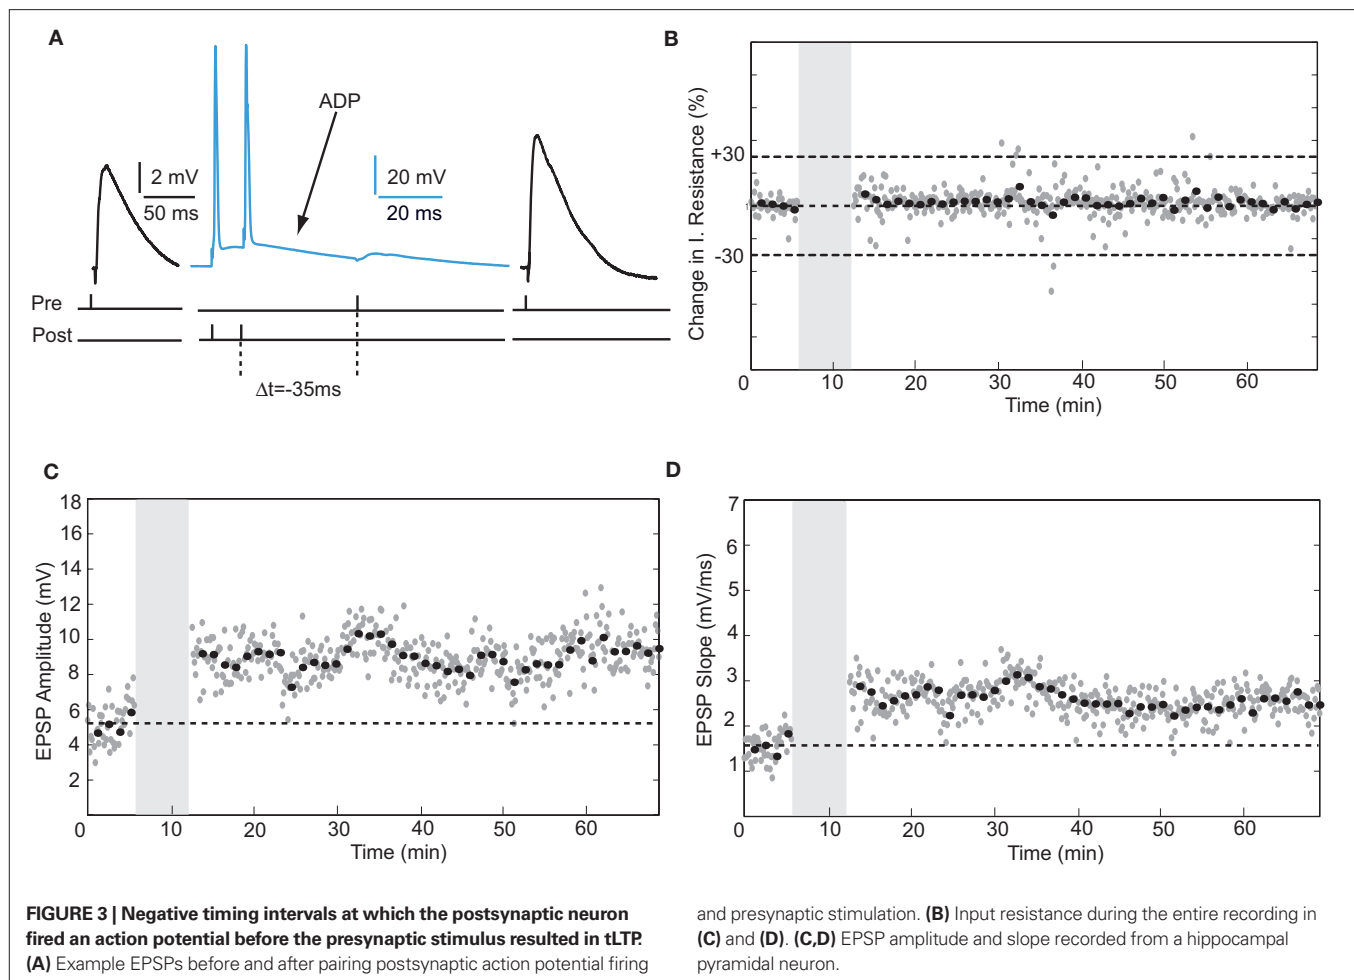 A
ADP
2 mV
50 ms
20 mV
20 ms
Pre
Post
Δt=-35ms
B
Change in I. Resistance (%)
+30
-30
0 10 20 30 40 50 60
Time (min)
C
EPSP Amplitude (mV)
18
16
14
12
10
8
6
4
2
0 10 20 30 40 50 60
Time (min)
D
EPSP Slope (mV/ms)
7
6
5
4
3
2
1
0 10 20 30 40 50 60
Time (min)
FIGURE 3 | Negative timing intervals at which the postsynaptic neuron
fired an action potential before the presynaptic stimulus resulted in tLTP.
(A) Example EPSPs before and after pairing postsynaptic action potential firing
and presynaptic stimulation. (B) Input resistance during the entire recording in
(C) and (D). (C,D) EPSP amplitude and slope recorded from a hippocampal
pyramidal neuron.